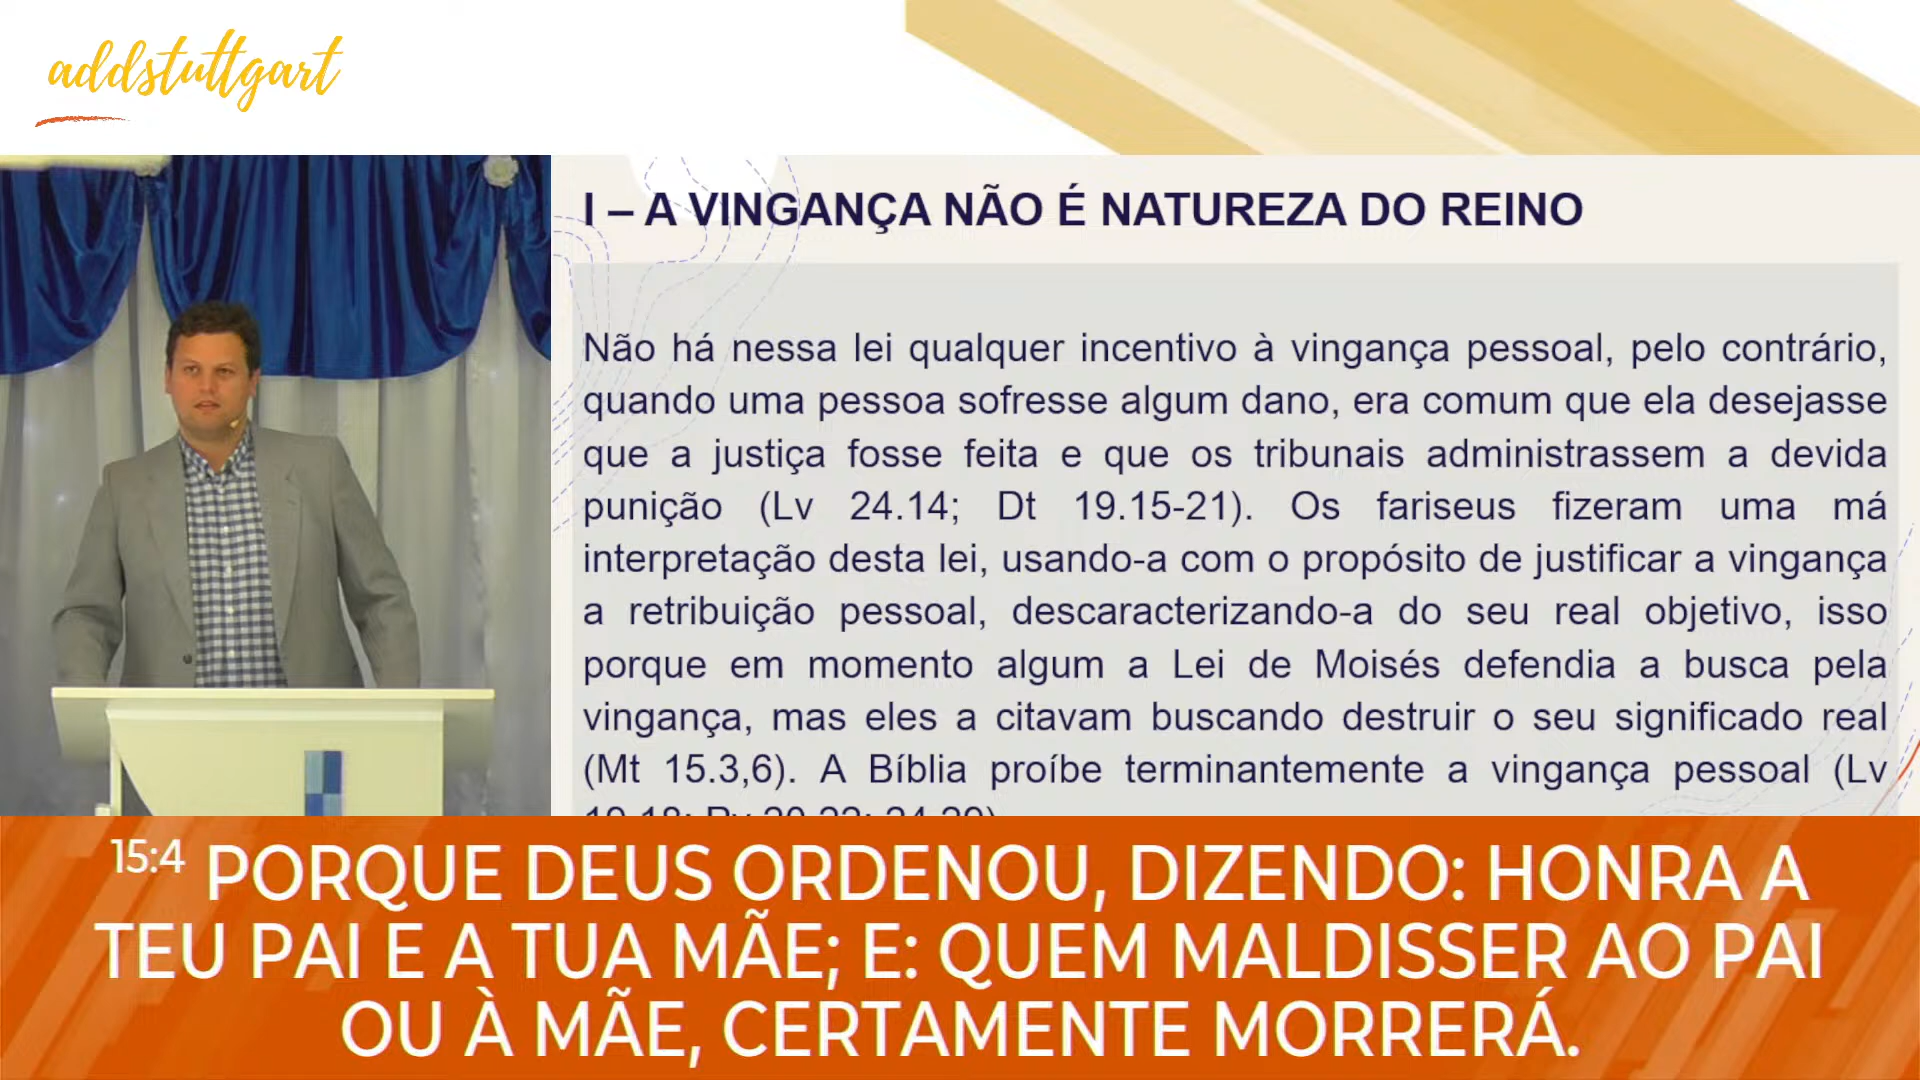 addstuttgart
I – A VINGANÇA NÃO É NATUREZA DO REINO
Não há nessa lei qualquer incentivo à vingança pessoal, pelo contrário,
quando uma pessoa sofresse algum dano, era comum que ela desejasse
que a justiça fosse feita e que os tribunais administrassem a devida
punição (Lv 24.14; Dt 19.15-21). Os fariseus fizeram uma má
interpretação desta lei, usando-a com o propósito de justificar a vingança
a retribuição pessoal, descaracterizando-a do seu real objetivo, isso
porque em momento algum a Lei de Moisés defendia a busca pela
vingança, mas eles a citavam buscando destruir o seu significado real
(Mt 15.3,6). A Bíblia proíbe terminantemente a vingança pessoal (Lv
15:4 PORQUE DEUS ORDENOU, DIZENDO: HONRA A
TEU PAI E A TUA MÃE; E: QUEM MALDISSER AO PAI
OU À MÃE, CERTAMENTE MORRERÁ.